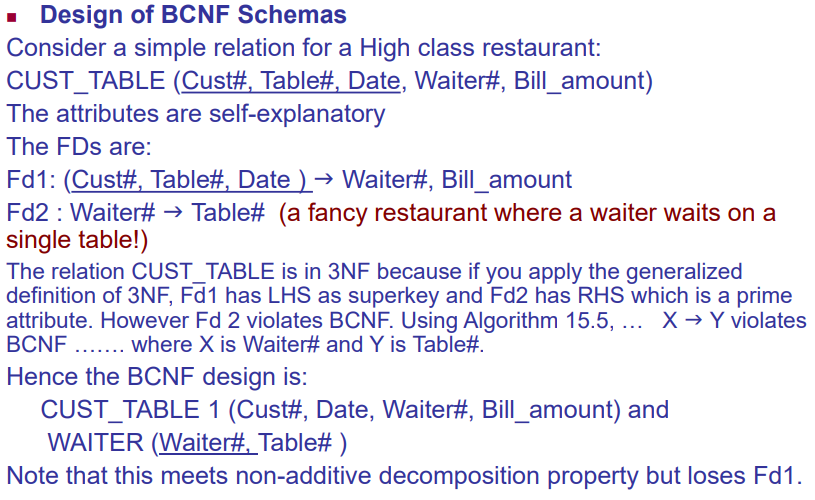 ▪ Design of BCNF Schemas
Consider a simple relation for a High class restaurant:
CUST_TABLE (Cust#, Table#, Date, Waiter#, Bill_amount)
The attributes are self-explanatory
The FDs are:
Fd1: (Cust#, Table#, Date ) → Waiter#, Bill_amount
Fd2 : Waiter# → Table# (a fancy restaurant where a waiter waits on a
single table!)
The relation CUST_TABLE is in 3NF because if you apply the generalized
definition of 3NF, Fd1 has LHS as superkey and Fd2 has RHS which is a prime
attribute. However Fd 2 violates BCNF. Using Algorithm 15.5, … X → Y violates
BCNF ……. where X is Waiter# and Y is Table#.
Hence the BCNF design is:
CUST_TABLE 1 (Cust#, Date, Waiter#, Bill_amount) and
WAITER (Waiter#, Table# )
Note that this meets non-additive decomposition property but loses Fd1.